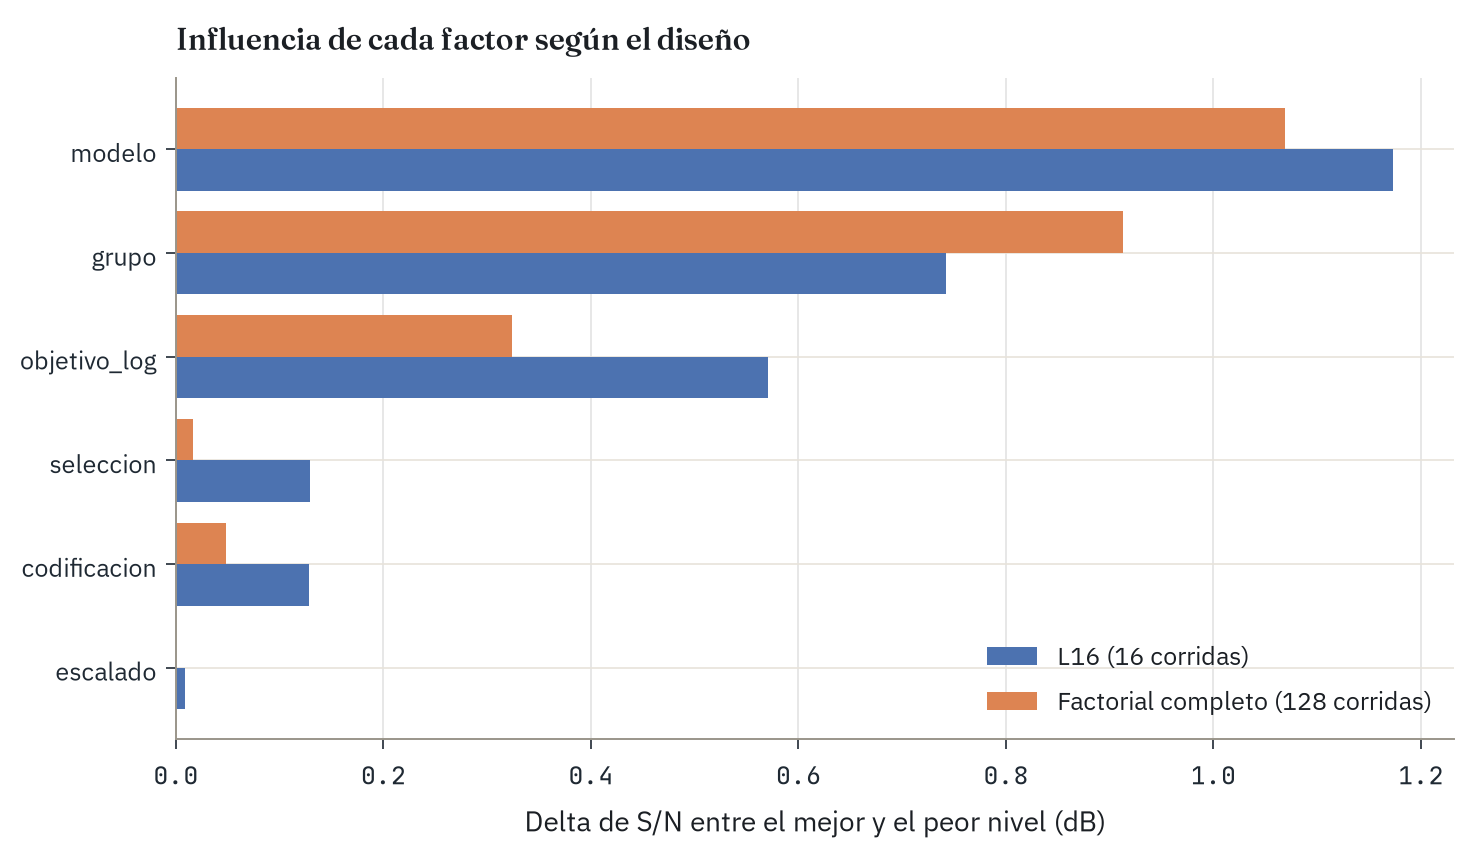 Influencia de cada factor según el diseño
modelo
grupo
objetivo_log
seleccion
codificacion
escalado
L16 (16 corridas)
Factorial completo (128 corridas)
0.0 0.2 0.4 0.6 0.8 1.0 1.2
Delta de S/N entre el mejor y el peor nivel (dB)